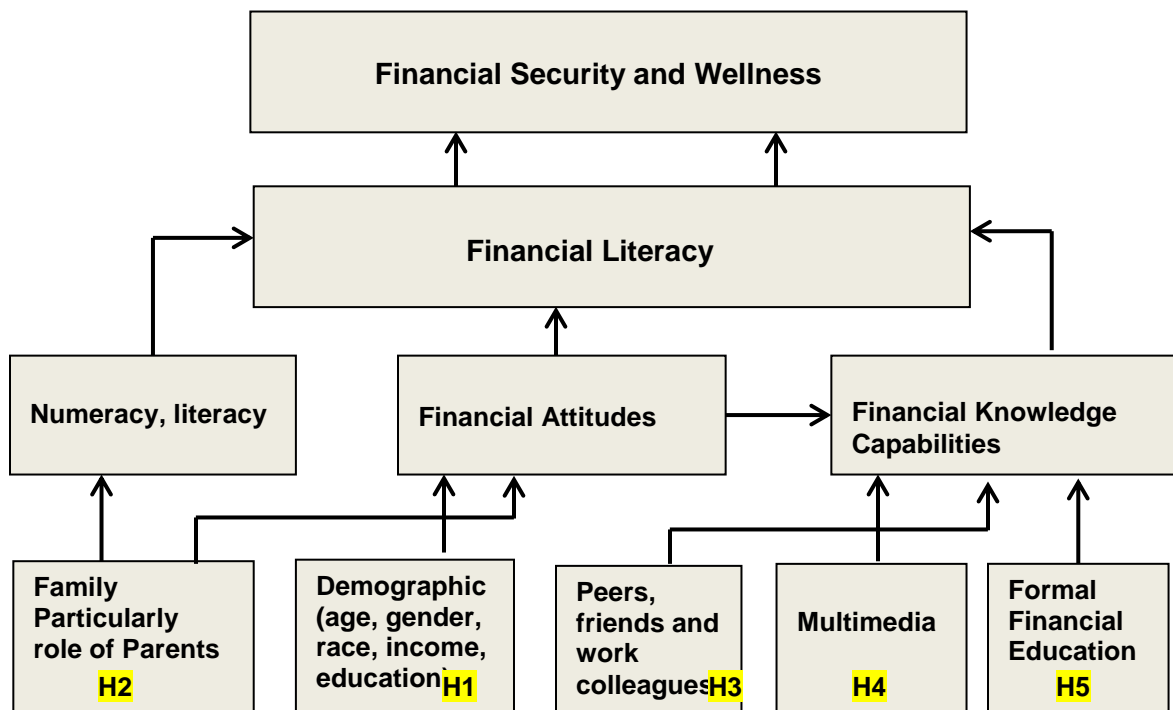 Financial Security and Wellness
Financial Literacy
Numeracy, literacy
Financial Attitudes
Financial Knowledge
Capabilities
Family
Particularly
role of Parents
H2
Demographic
(age, gender,
race, income,
education)
H1
Peers,
friends and
work
colleagues
H3
Multimedia
H4
Formal
Financial
Education
H5